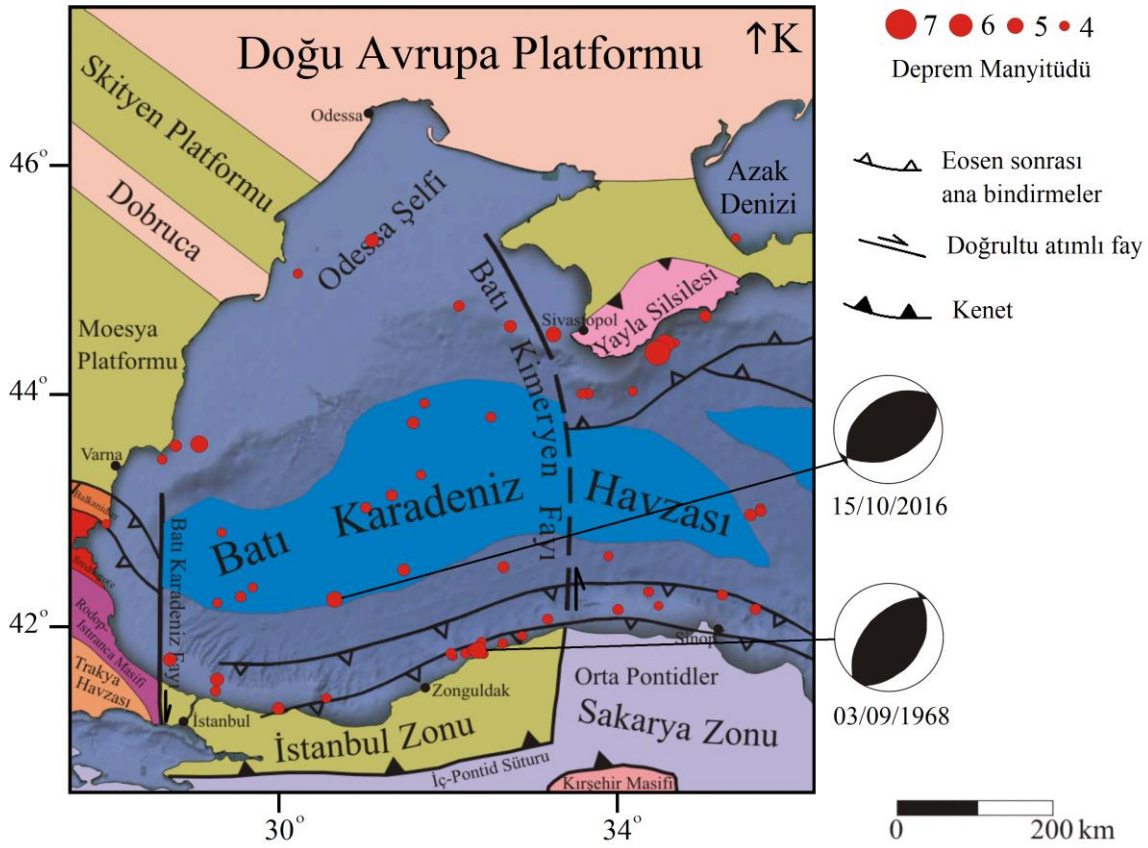 Doğu Avrupa Platformu
↑K
Skityen Platformu
Odessa
46°
Azak
Denizi
Dobruca
Odessa Şelfi
Moesya
Platformu
Sivastopol
Yayla Silsilesi
44°
Batı Kimeryen Fayı
Varna
Balkanidler
Batı Karadeniz Havzası
Batı Karadeniz Fayı
Rodop-
Istıranca Masifi
42°
Sinop
Trakya
Havzası
Zonguldak
Orta Pontidler
İstanbul
Sakarya Zonu
İstanbul Zonu
İç-Pontid Süturu
Kırşehir Masifi
30°
34°
7 6 5 4
Deprem Manyitüdü
Eosen sonrası
ana bindirmeler
Doğrultu atımlı fay
Kenet
15/10/2016
03/09/1968
0 200 km